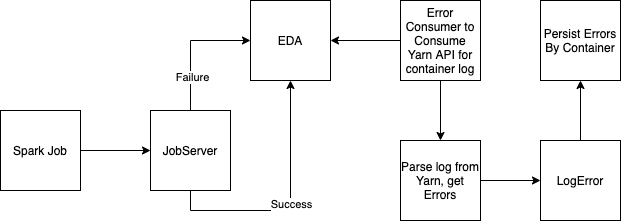 EDA
Error
Consumer to
Consume
Yarn API for
container log
Persist Errors
By Container
Failure
Spark Job
JobServer
Parse log from
Yarn, get
Errors
LogError
Success